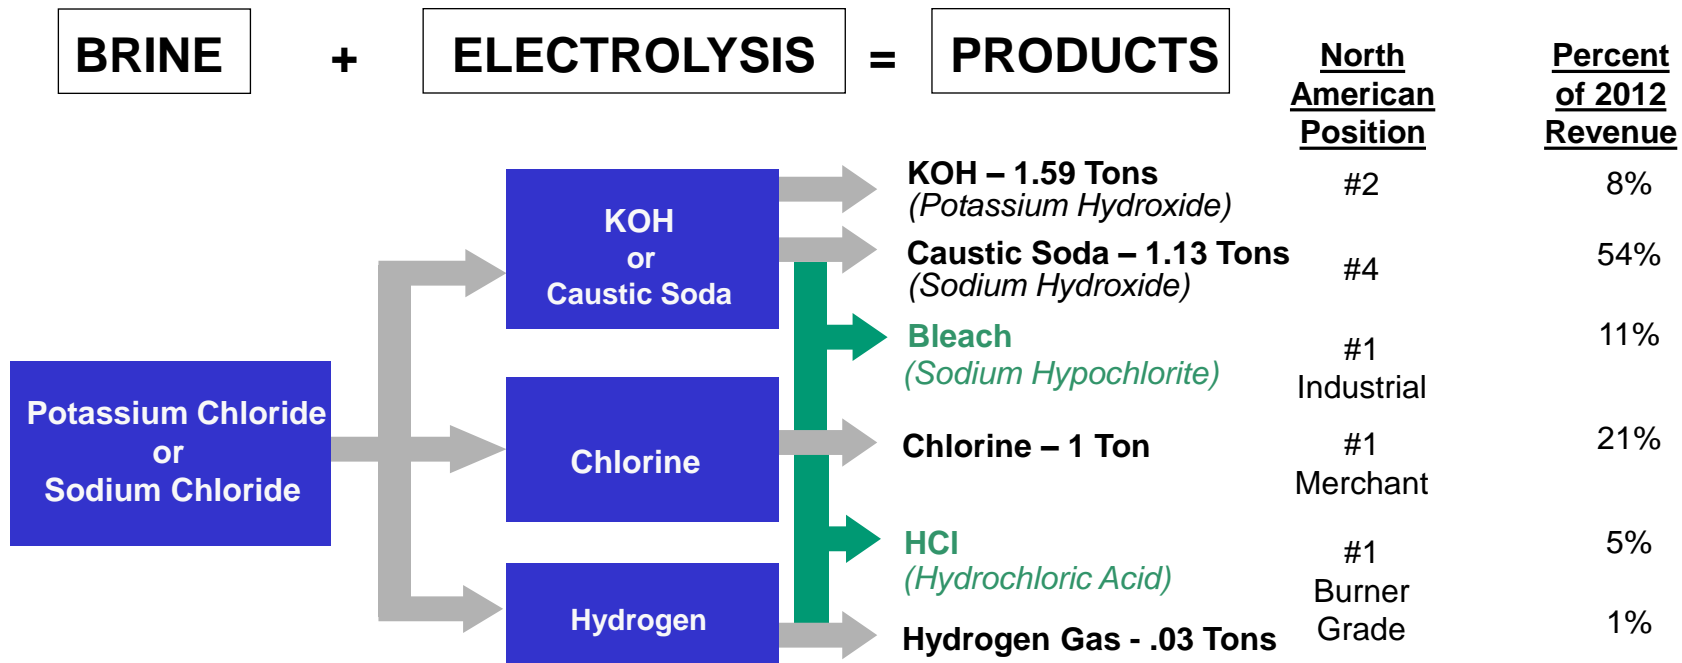 BRINE + ELECTROLYSIS = PRODUCTS
North
American
Position
Percent
of 2012
Revenue
Potassium Chloride
or
Sodium Chloride
KOH
or
Caustic Soda
Chlorine
Hydrogen
KOH – 1.59 Tons
(Potassium Hydroxide)
#2
8%
Caustic Soda – 1.13 Tons
(Sodium Hydroxide)
#4
54%
Bleach
(Sodium Hypochlorite)
#1
Industrial
11%
Chlorine – 1 Ton
#1
Merchant
21%
HCl
(Hydrochloric Acid)
#1
Burner
Grade
5%
Hydrogen Gas - .03 Tons
1%